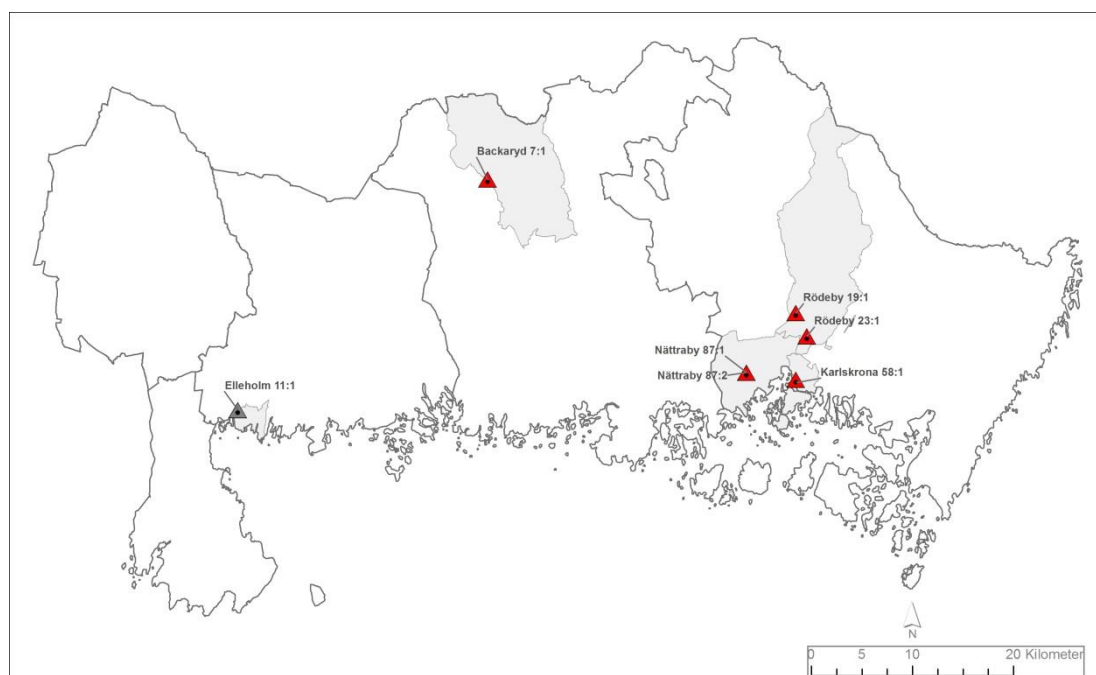 Backaryd 7:1
Rödeby 19:1
Rödeby 23:1
Nättraby 87:1
Nättraby 87:2
Karlskrona 58:1
Elleholm 11:1
N
0 5 10 20 Kilometer